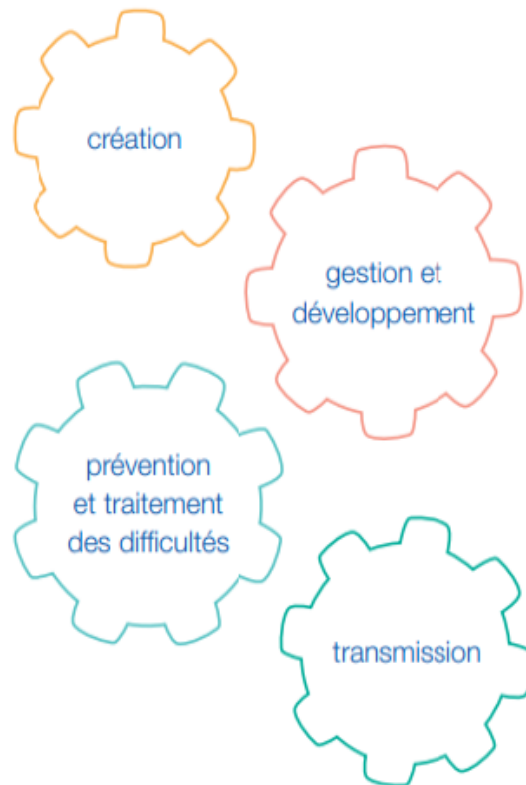 création
gestion et
développement
prévention
et traitement
des difficultés
transmission